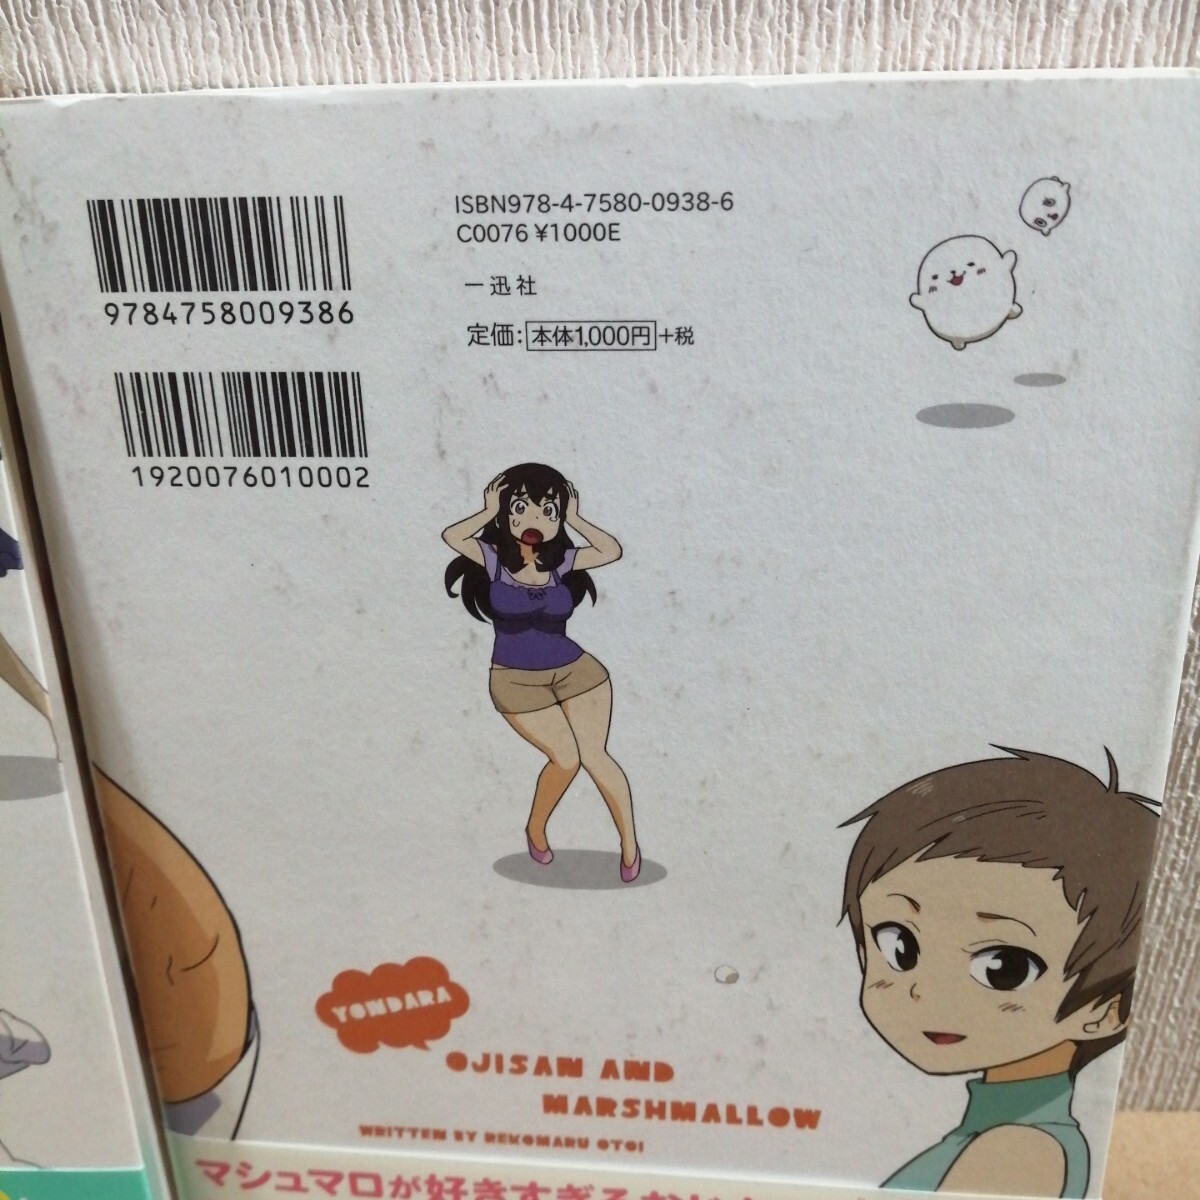 ISBN978-4-7580-0938-6
C0076 ¥1000E
一迅社
定価：本体1,000円+税
9784758009386
1920076010002
YONDARA
OJISAN AND
MARSHMALLOW
WRITTEN BY REKOMARU OTOI
マシュマロが好きすぎるおじ